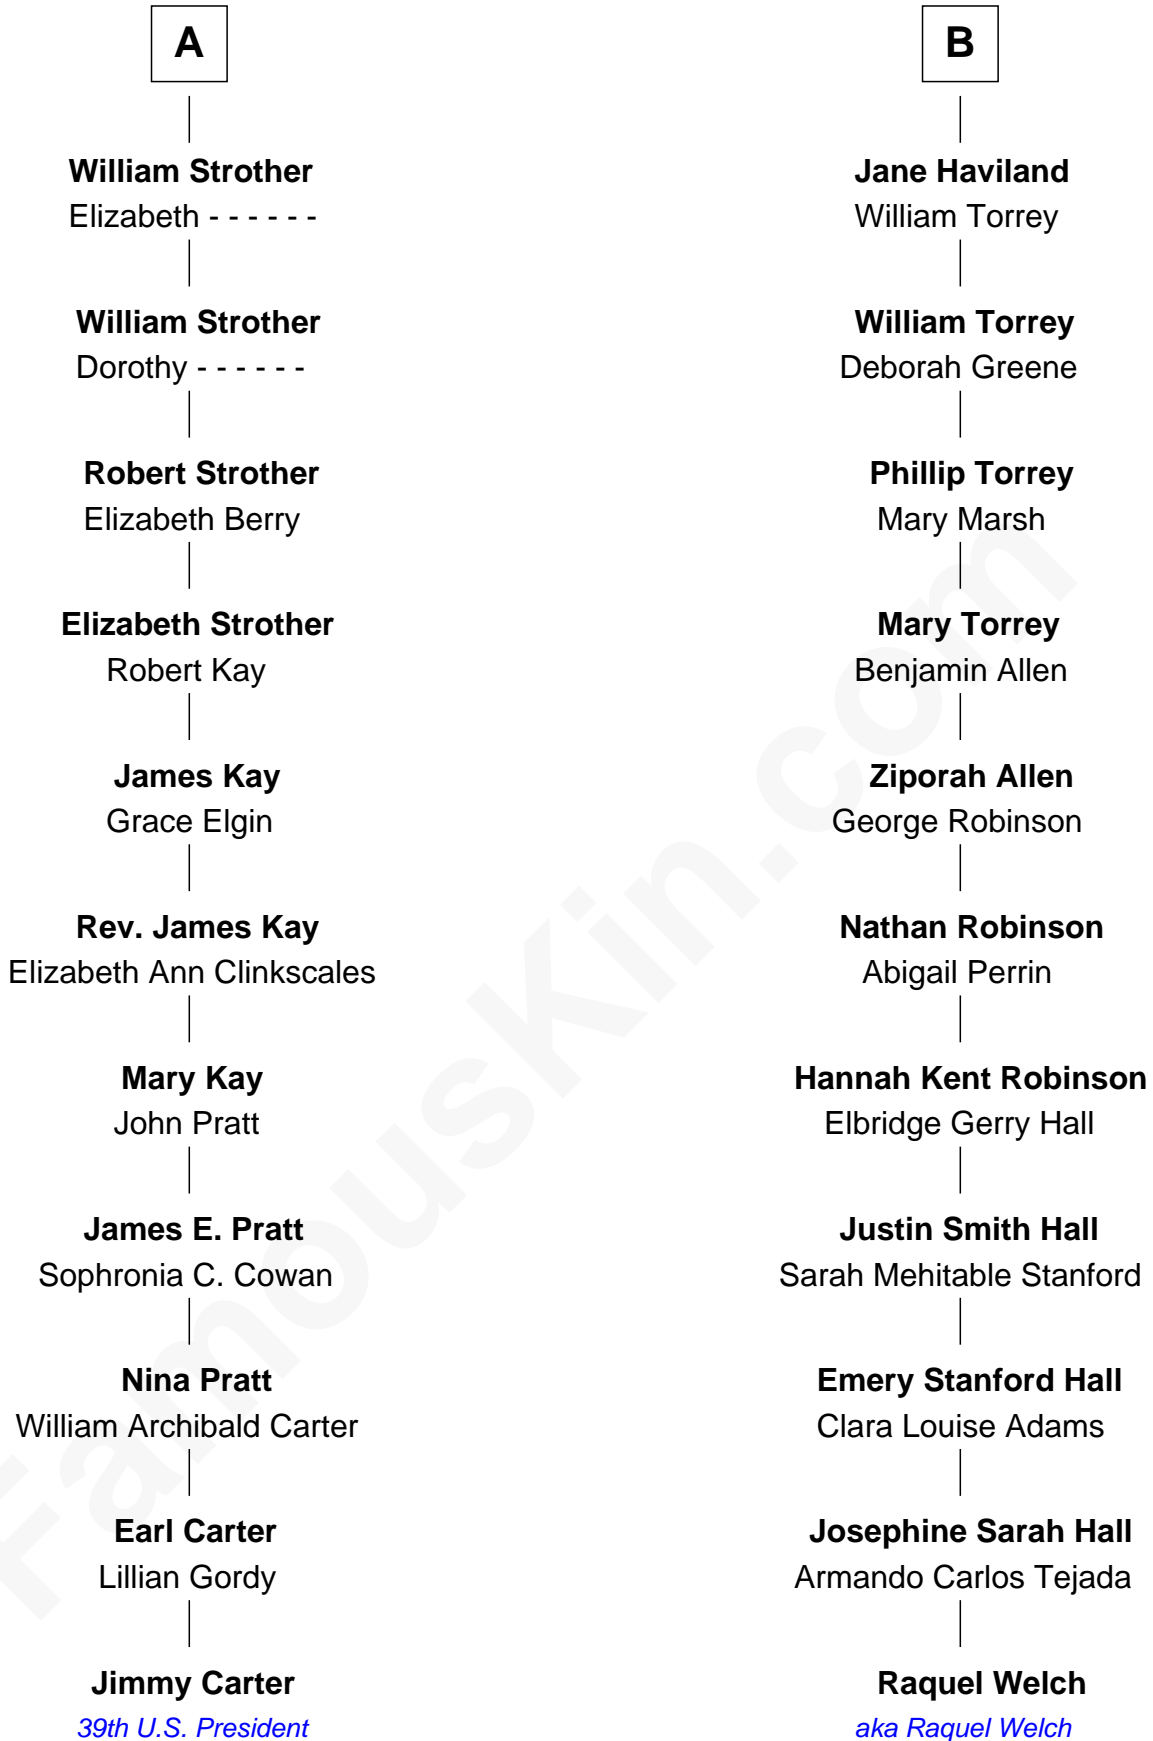 A
William Strother
Elizabeth - - - - - -
William Strother
Dorothy - - - - - -
Robert Strother
Elizabeth Berry
Elizabeth Strother
Robert Kay
James Kay
Grace Elgin
Rev. James Kay
Elizabeth Ann Clinkscales
Mary Kay
John Pratt
James E. Pratt
Sophronia C. Cowan
Nina Pratt
William Archibald Carter
Earl Carter
Lillian Gordy
Jimmy Carter
39th U.S. President
B
Jane Haviland
William Torrey
William Torrey
Deborah Greene
Phillip Torrey
Mary Marsh
Mary Torrey
Benjamin Allen
Ziporah Allen
George Robinson
Nathan Robinson
Abigail Perrin
Hannah Kent Robinson
Elbridge Gerry Hall
Justin Smith Hall
Sarah Mehitable Stanford
Emery Stanford Hall
Clara Louise Adams
Josephine Sarah Hall
Armando Carlos Tejada
Raquel Welch
aka Raquel Welch
FamousKin.com